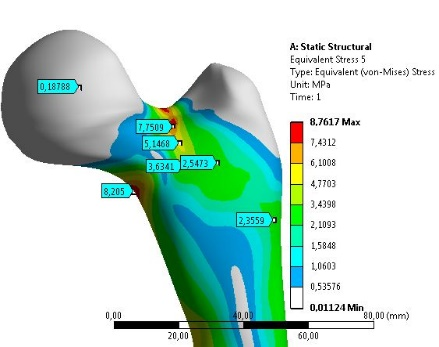 A: Static Structural
Equivalent Stress 5
Type: Equivalent (von-Mises) Stress
Unit: MPa
Time: 1
0,18788
7,7509
5,1468
3,6341
2,5473
8,205
2,3559
8.7617 Max
7,4312
6,1008
4,7703
3,4398
2,1093
1,5848
1,0603
0,53576
0,01124 Min
0,00
40,00
80,00 (mm)
20,00
60,00